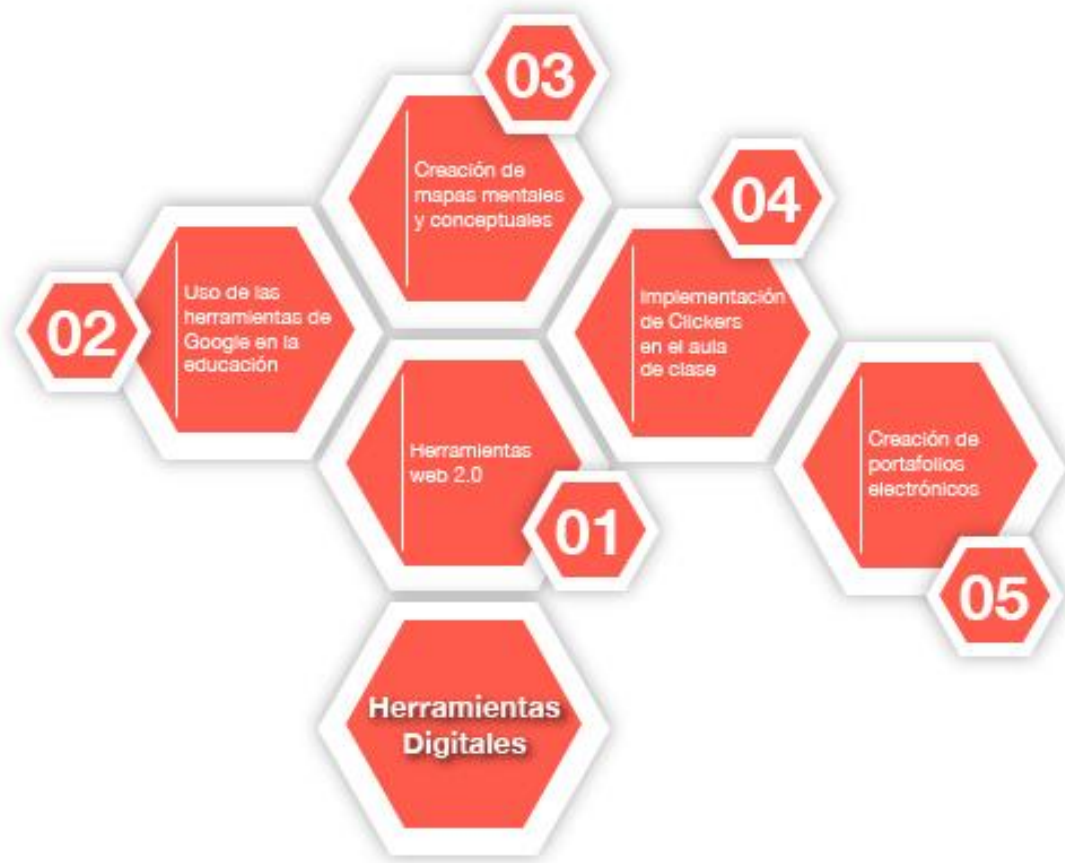 03
Creación de
mapas mentales
y conceptuales
04
Implementación
de Clickers
en el aula
de clase
02
Uso de las
herramientas de
Google en la
educación
Herramientas
web 2.0
01
Creación de
portafolios
electrónicos
05
Herramientas
Digitales